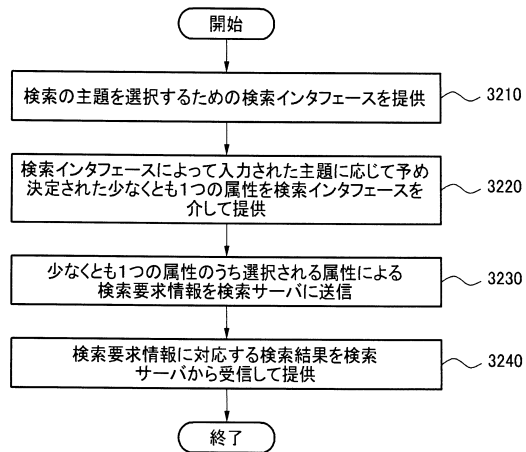 開始
検索の主題を選択するための検索インタフェースを提供
3210
検索インタフェースによって入力された主題に応じて予め
決定された少なくとも1つの属性を検索インタフェースを
介して提供
3220
少なくとも1つの属性のうち選択される属性による
検索要求情報を検索サーバに送信
3230
検索要求情報に対応する検索結果を検索
サーバから受信して提供
3240
終了